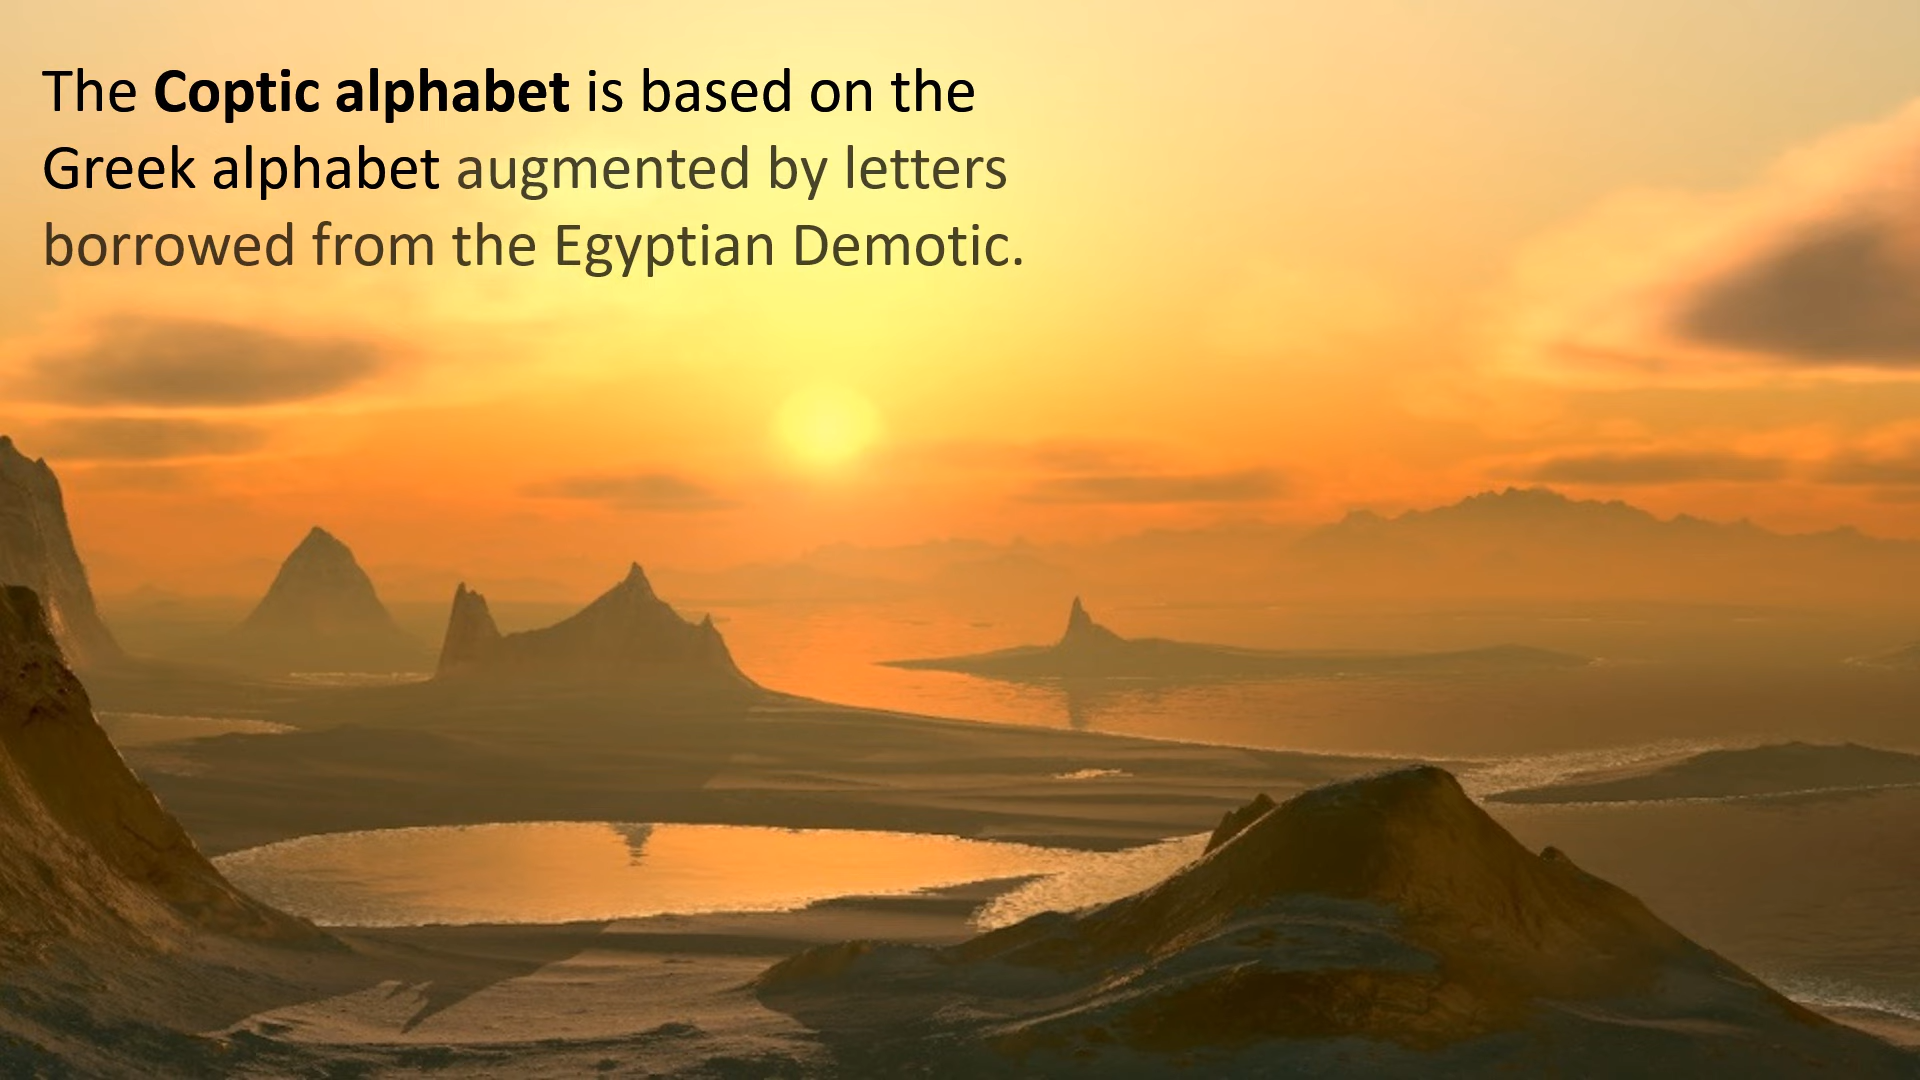 The Coptic alphabet is based on the
Greek alphabet augmented by letters
borrowed from the Egyptian Demotic.